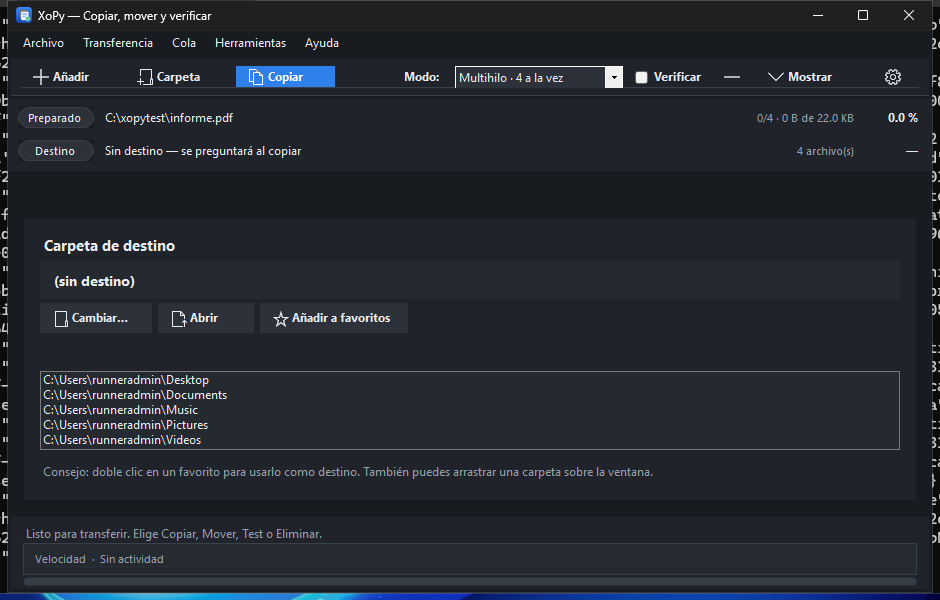 XoPy — Copiar, mover y verificar
Archivo Transferencia Cola Herramientas Ayuda
Añadir Carpeta Copiar Modo: Multihilo · 4 a la vez Verificar Mostrar
Preparado C:\xopytest\informe.pdf 0/4 · 0 B de 22.0 KB 0.0 %
Destino Sin destino — se preguntará al copiar 4 archivo(s) —
Carpeta de destino
(sin destino)
Cambiar... Abrir Añadir a favoritos
C:\Users\runneradmin\Desktop
C:\Users\runneradmin\Documents
C:\Users\runneradmin\Music
C:\Users\runneradmin\Pictures
C:\Users\runneradmin\Videos
Consejo: doble clic en un favorito para usarlo como destino. También puedes arrastrar una carpeta sobre la ventana.
Listo para transferir. Elige Copiar, Mover, Test o Eliminar.
Velocidad · Sin actividad